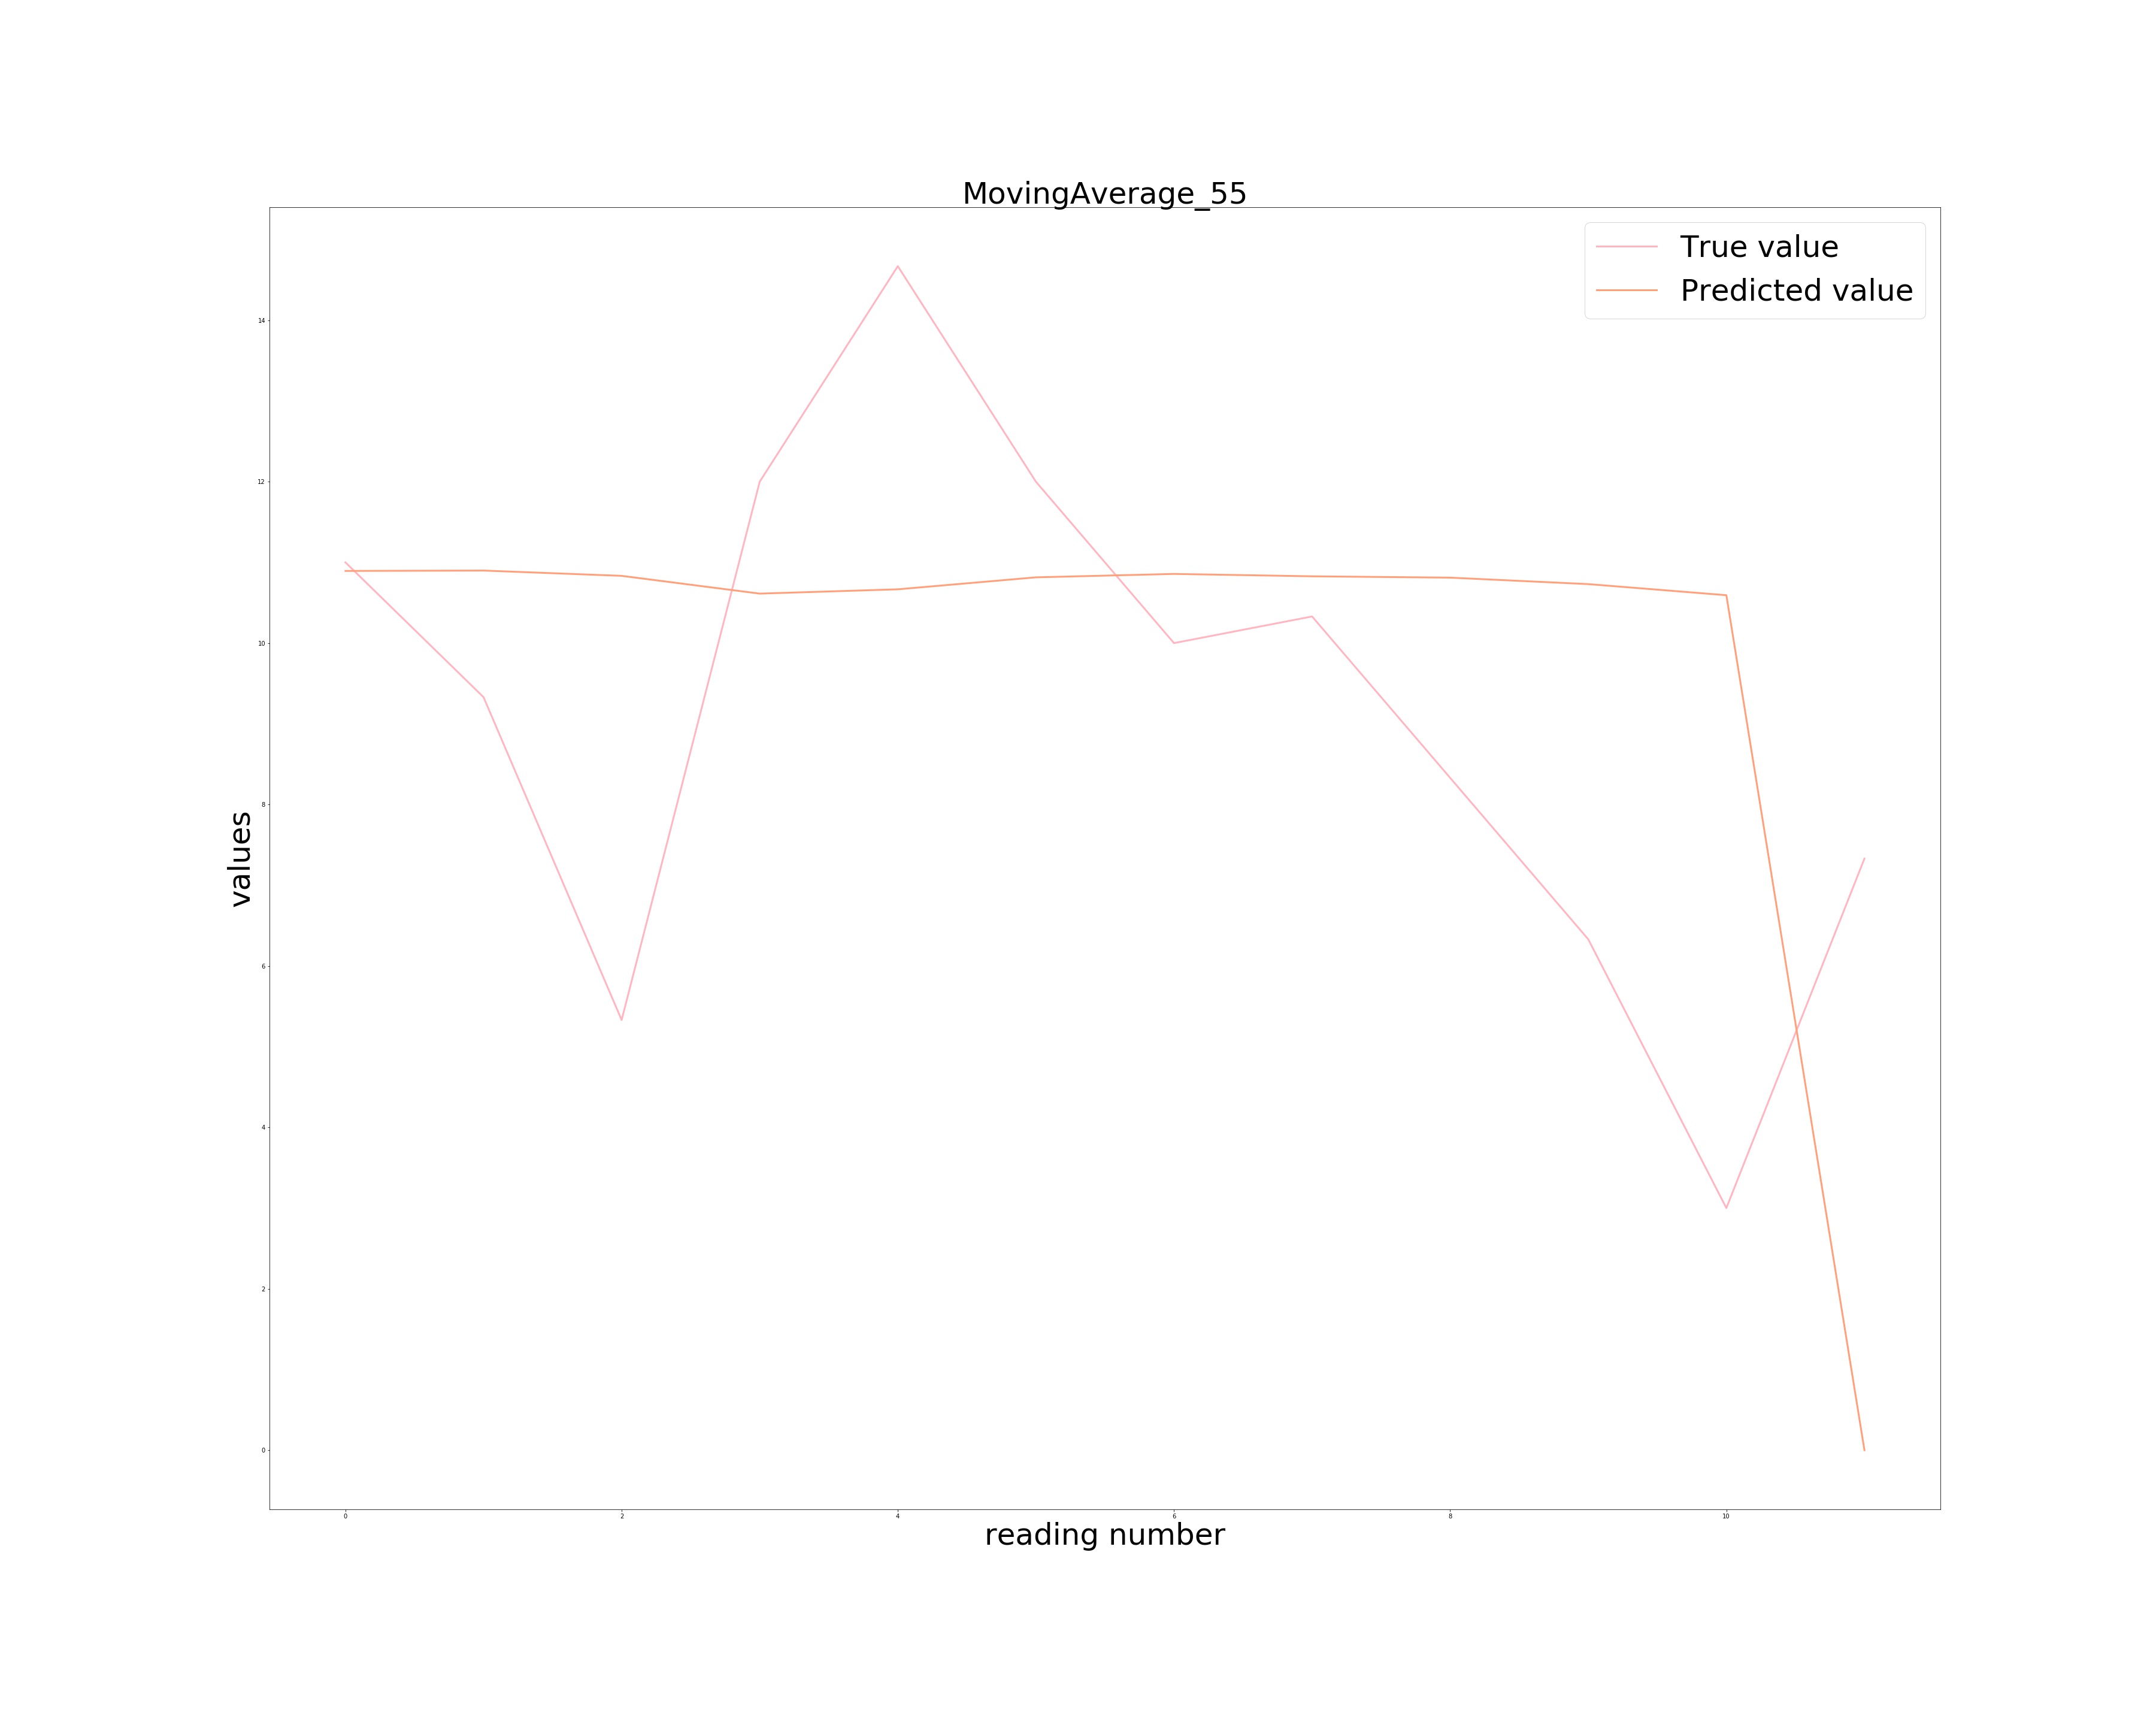 MovingAverage_55
True value
Predicted value
14
12
10
8
6
4
2
0
values
0 2 4 6 8 10
reading number